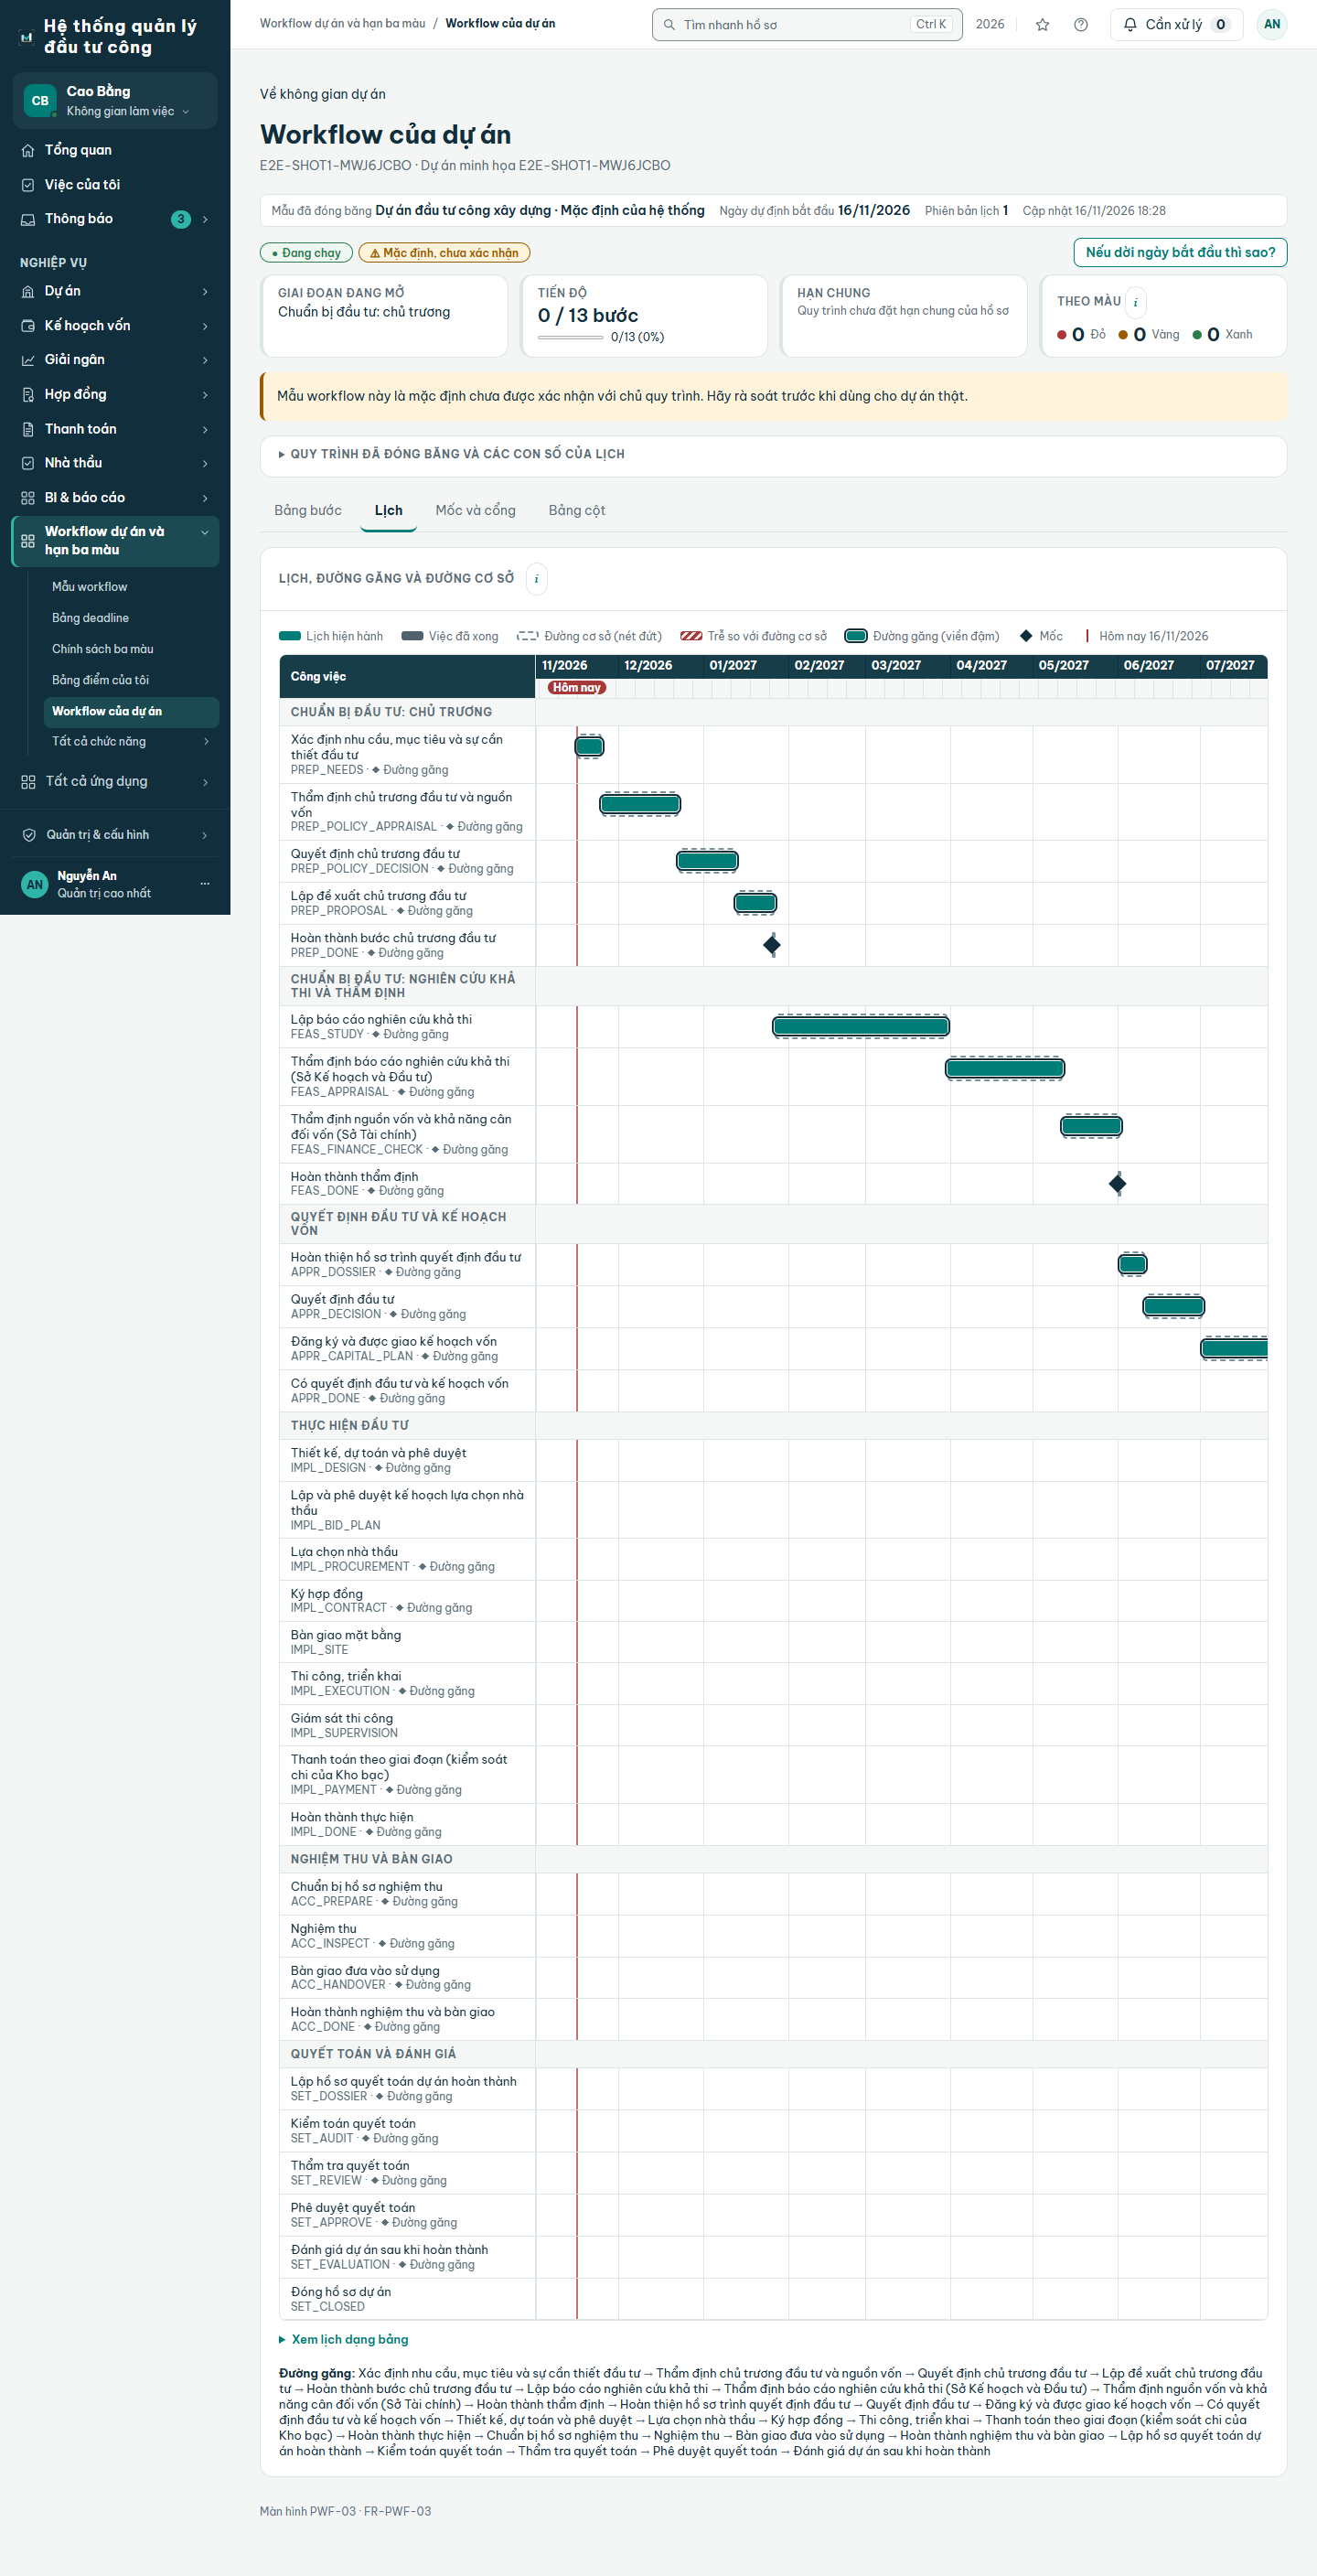 Hệ thống quản lý
đầu tư công
CB
Cao Bằng
Không gian làm việc
Tổng quan
Việc của tôi
Thông báo 3
NGHIỆP VỤ
Dự án
Kế hoạch vốn
Giải ngân
Hợp đồng
Thanh toán
Nhà thầu
BI & báo cáo
Workflow dự án và
hạn ba màu
Mẫu workflow
Bảng deadline
Chính sách ba màu
Bảng điểm của tôi
Workflow của dự án
Tất cả chức năng
Tất cả ứng dụng
Quản trị & cấu hình
AN
Nguyễn An
Quản trị cao nhất
Workflow dự án và hạn ba màu / Workflow của dự án
Tìm nhanh hồ sơ Ctrl K
2026
Cần xử lý 0
AN
Về không gian dự án
Workflow của dự án
E2E-SHOT1-MWJ6JCBO · Dự án minh họa E2E-SHOT1-MWJ6JCBO
Mẫu đã đóng băng Dự án đầu tư công xây dựng · Mặc định của hệ thống Ngày dự định bắt đầu 16/11/2026 Phiên bản lịch 1 Cập nhật 16/11/2026 18:28
● Đang chạy ⚠ Mặc định, chưa xác nhận
Nếu dời ngày bắt đầu thì sao?
GIAI ĐOẠN ĐANG MỞ
Chuẩn bị đầu tư: chủ trương
TIẾN ĐỘ
0 / 13 bước
0/13 (0%)
HẠN CHUNG
Quy trình chưa đặt hạn chung của hồ sơ
THEO MÀU i
0 Đỏ 0 Vàng 0 Xanh
Mẫu workflow này là mặc định chưa được xác nhận với chủ quy trình. Hãy rà soát trước khi dùng cho dự án thật.
▶ QUY TRÌNH ĐÃ ĐÓNG BĂNG VÀ CÁC CON SỐ CỦA LỊCH
Bảng bước Lịch Mốc và cổng Bảng cột
LỊCH, ĐƯỜNG GĂNG VÀ ĐƯỜNG CƠ SỞ i
Lịch hiện hành Việc đã xong Đường cơ sở (nét đứt) Trễ so với đường cơ sở Đường găng (viền đậm) Mốc Hôm nay 16/11/2026
Công việc 11/2026 12/2026 01/2027 02/2027 03/2027 04/2027 05/2027 06/2027 07/2027
Hôm nay
CHUẨN BỊ ĐẦU TƯ: CHỦ TRƯƠNG
Xác định nhu cầu, mục tiêu và sự cần
thiết đầu tư
PREP_NEEDS · ◆ Đường găng
Thẩm định chủ trương đầu tư và nguồn
vốn
PREP_POLICY_APPRAISAL · ◆ Đường găng
Quyết định chủ trương đầu tư
PREP_POLICY_DECISION · ◆ Đường găng
Lập đề xuất chủ trương đầu tư
PREP_PROPOSAL · ◆ Đường găng
Hoàn thành bước chủ trương đầu tư
PREP_DONE · ◆ Đường găng
CHUẨN BỊ ĐẦU TƯ: NGHIÊN CỨU KHẢ
THI VÀ THẨM ĐỊNH
Lập báo cáo nghiên cứu khả thi
FEAS_STUDY · ◆ Đường găng
Thẩm định báo cáo nghiên cứu khả thi
(Sở Kế hoạch và Đầu tư)
FEAS_APPRAISAL · ◆ Đường găng
Thẩm định nguồn vốn và khả năng cân
đối vốn (Sở Tài chính)
FEAS_FINANCE_CHECK · ◆ Đường găng
Hoàn thành thẩm định
FEAS_DONE · ◆ Đường găng
QUYẾT ĐỊNH ĐẦU TƯ VÀ KẾ HOẠCH
VỐN
Hoàn thiện hồ sơ trình quyết định đầu tư
APPR_DOSSIER · ◆ Đường găng
Quyết định đầu tư
APPR_DECISION · ◆ Đường găng
Đăng ký và được giao kế hoạch vốn
APPR_CAPITAL_PLAN · ◆ Đường găng
Có quyết định đầu tư và kế hoạch vốn
APPR_DONE · ◆ Đường găng
THỰC HIỆN ĐẦU TƯ
Thiết kế, dự toán và phê duyệt
IMPL_DESIGN · ◆ Đường găng
Lập và phê duyệt kế hoạch lựa chọn nhà
thầu
IMPL_BID_PLAN
Lựa chọn nhà thầu
IMPL_PROCUREMENT · ◆ Đường găng
Ký hợp đồng
IMPL_CONTRACT · ◆ Đường găng
Bàn giao mặt bằng
IMPL_SITE
Thi công, triển khai
IMPL_EXECUTION · ◆ Đường găng
Giám sát thi công
IMPL_SUPERVISION
Thanh toán theo giai đoạn (kiểm soát
chi của Kho bạc)
IMPL_PAYMENT · ◆ Đường găng
Hoàn thành thực hiện
IMPL_DONE · ◆ Đường găng
NGHIỆM THU VÀ BÀN GIAO
Chuẩn bị hồ sơ nghiệm thu
ACC_PREPARE · ◆ Đường găng
Nghiệm thu
ACC_INSPECT · ◆ Đường găng
Bàn giao đưa vào sử dụng
ACC_HANDOVER · ◆ Đường găng
Hoàn thành nghiệm thu và bàn giao
ACC_DONE · ◆ Đường găng
QUYẾT TOÁN VÀ ĐÁNH GIÁ
Lập hồ sơ quyết toán dự án hoàn thành
SET_DOSSIER · ◆ Đường găng
Kiểm toán quyết toán
SET_AUDIT · ◆ Đường găng
Thẩm tra quyết toán
SET_REVIEW · ◆ Đường găng
Phê duyệt quyết toán
SET_APPROVE · ◆ Đường găng
Đánh giá dự án sau khi hoàn thành
SET_EVALUATION · ◆ Đường găng
Đóng hồ sơ dự án
SET_CLOSED
▶ Xem lịch dạng bảng
Đường găng: Xác định nhu cầu, mục tiêu và sự cần thiết đầu tư → Thẩm định chủ trương đầu tư và nguồn vốn → Quyết định chủ trương đầu tư → Lập đề xuất chủ trương đầu
tư → Hoàn thành bước chủ trương đầu tư → Lập báo cáo nghiên cứu khả thi → Thẩm định báo cáo nghiên cứu khả thi (Sở Kế hoạch và Đầu tư) → Thẩm định nguồn vốn và khả
năng cân đối vốn (Sở Tài chính) → Hoàn thành thẩm định → Hoàn thiện hồ sơ trình quyết định đầu tư → Quyết định đầu tư → Đăng ký và được giao kế hoạch vốn → Có quyết
định đầu tư và kế hoạch vốn → Thiết kế, dự toán và phê duyệt → Lựa chọn nhà thầu → Ký hợp đồng → Thi công, triển khai → Thanh toán theo giai đoạn (kiểm soát chi của
Kho bạc) → Hoàn thành thực hiện → Chuẩn bị hồ sơ nghiệm thu → Nghiệm thu → Bàn giao đưa vào sử dụng → Hoàn thành nghiệm thu và bàn giao → Lập hồ sơ quyết toán dự
án hoàn thành → Kiểm toán quyết toán → Thẩm tra quyết toán → Phê duyệt quyết toán → Đánh giá dự án sau khi hoàn thành
Màn hình PWF-03 · FR-PWF-03